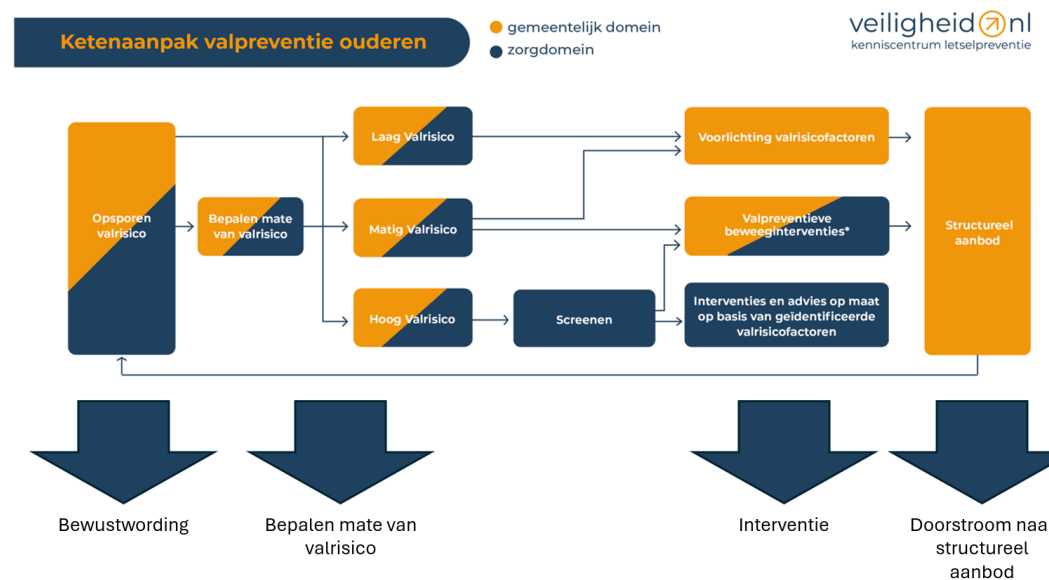 Ketenaanpak valpreventie ouderen
gemeentelijk domein
zorgdomein
veiligheid nl
kenniscentrum letselpreventie
Opsporen
valrisico
Bepalen mate
van valrisico
Laag Valrisico
Matig Valrisico
Hoog Valrisico
Screenen
Voorlichting valrisicofactoren
Valpreventieve
beweeginterventies*
Interventies en advies op maat
op basis van geïdentificeerde
valrisicofactoren
Structureel
aanbod
Bewustwording
Bepalen mate van
valrisico
Interventie
Doorstroom naa
structureel
aanbod